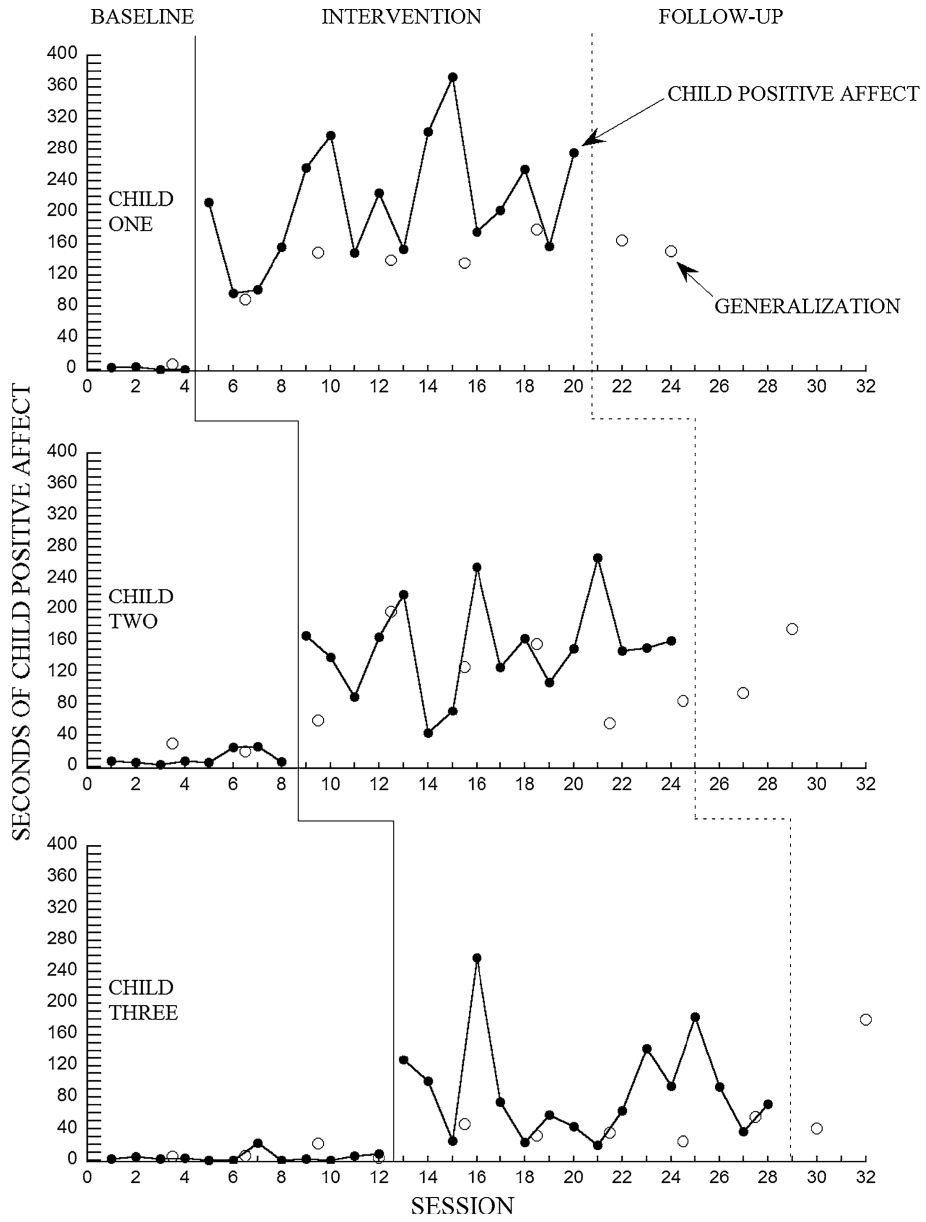 BASELINE INTERVENTION FOLLOW-UP
400
360
320
280
240
200
160
120
80
40
0
CHILD POSITIVE AFFECT
CHILD
ONE
GENERALIZATION
0 2 4 6 8 10 12 14 16 18 20 22 24 26 28 30 32
SECONDS OF CHILD POSITIVE AFFECT
400
360
320
280
240
200
160
120
80
40
0
CHILD
TWO
0 2 4 6 8 10 12 14 16 18 20 22 24 26 28 30 32
400
360
320
280
240
200
160
120
80
40
0
CHILD
THREE
0 2 4 6 8 10 12 14 16 18 20 22 24 26 28 30 32
SESSION